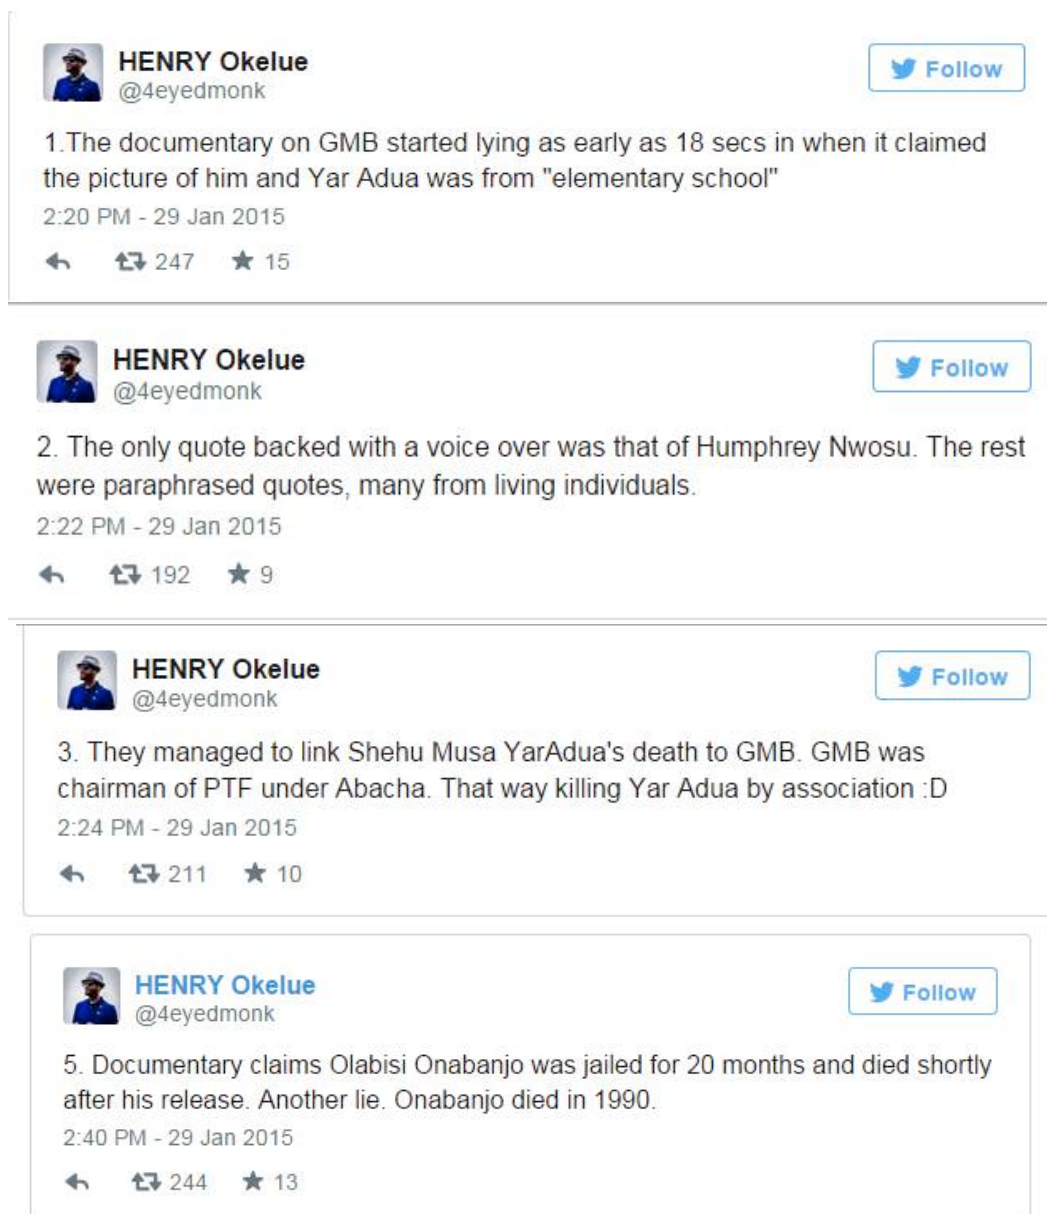 HENRY Okelue
@4eyedmonk
Follow
1.The documentary on GMB started lying as early as 18 secs in when it claimed
the picture of him and Yar Adua was from "elementary school"
2:20 PM - 29 Jan 2015
247 15
HENRY Okelue
@4eyedmonk
Follow
2. The only quote backed with a voice over was that of Humphrey Nwosu. The rest
were paraphrased quotes, many from living individuals.
2:22 PM - 29 Jan 2015
192 9
HENRY Okelue
@4eyedmonk
Follow
3. They managed to link Shehu Musa YarAdua's death to GMB. GMB was
chairman of PTF under Abacha. That way killing Yar Adua by association :D
2:24 PM - 29 Jan 2015
211 10
HENRY Okelue
@4eyedmonk
Follow
5. Documentary claims Olabisi Onabanjo was jailed for 20 months and died shortly
after his release. Another lie. Onabanjo died in 1990.
2:40 PM - 29 Jan 2015
244 13